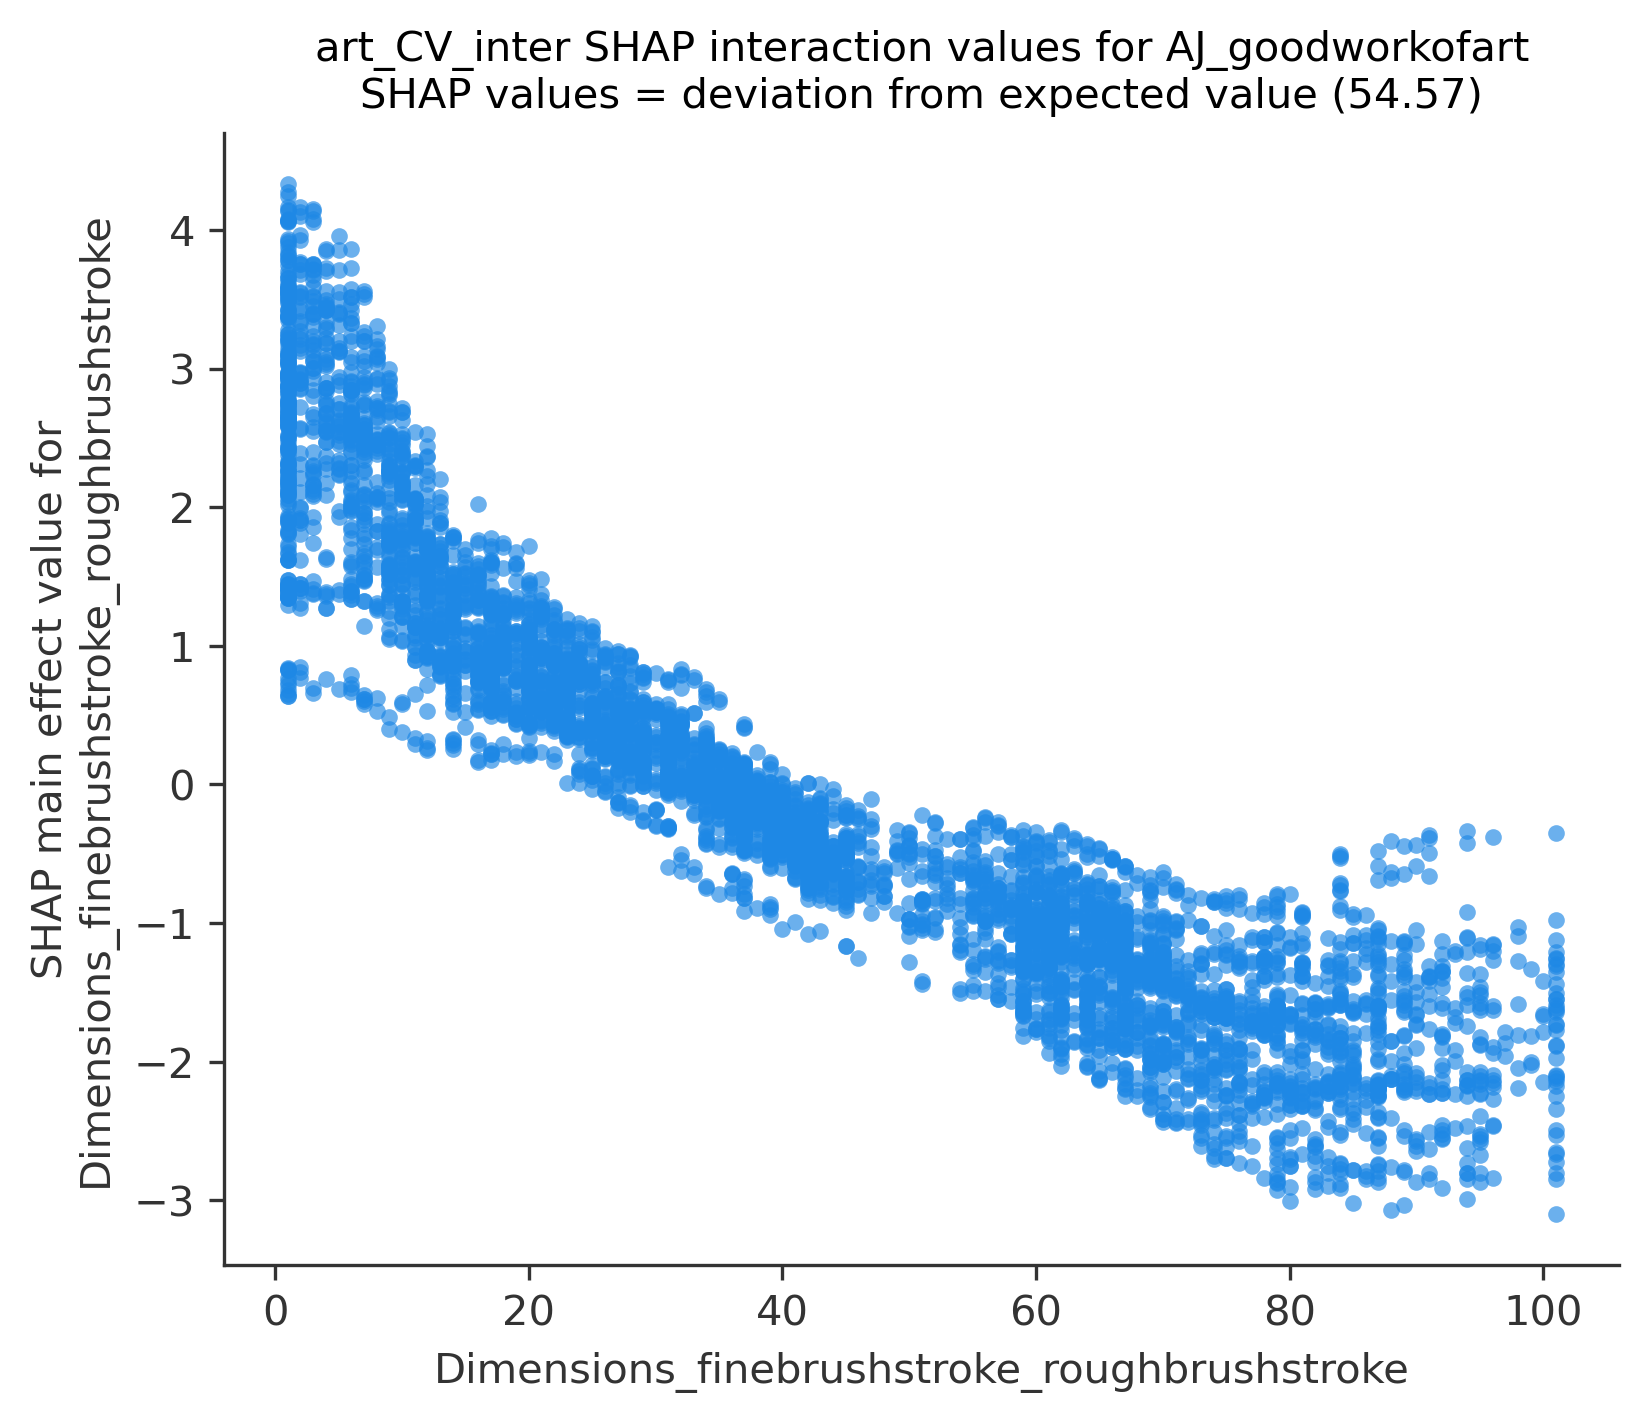 art_CV_inter SHAP interaction values for AJ_goodworkofart
SHAP values = deviation from expected value (54.57)
SHAP main effect value for
Dimensions_finebrushstroke_roughbrushstroke
4
3
2
1
0
−1
−2
−3
0
20
40
60
80
100
Dimensions_finebrushstroke_roughbrushstroke